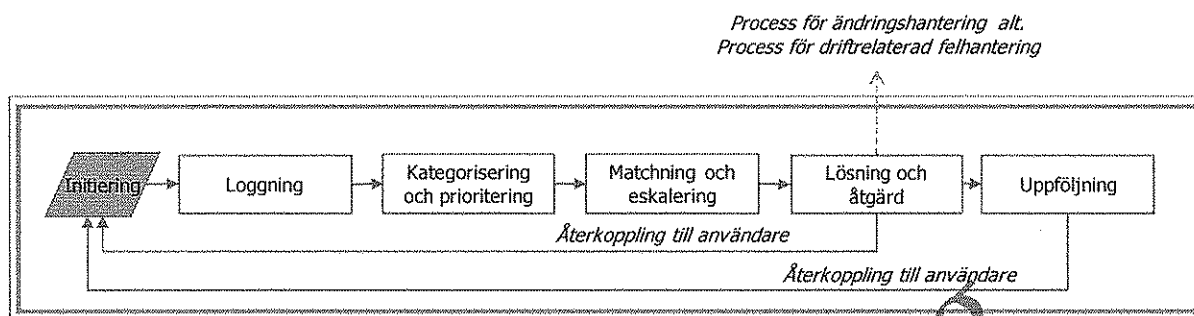 Process för ändringshantering alt.
Process för driftrelaterad felhantering
Initiering
Loggning
Kategorisering
och prioritering
Matchning och
eskalering
Lösning och
åtgärd
Uppföljning
Återkoppling till användare
Återkoppling till användare